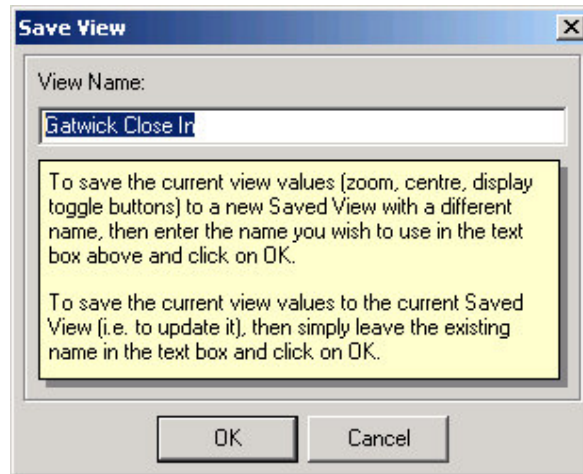 Save View
View Name:
Gatwick Close In
To save the current view values (zoom, centre, display
toggle buttons) to a new Saved View with a different
name, then enter the name you wish to use in the text
box above and click on OK.
To save the current view values to the current Saved
View (i.e. to update it), then simply leave the existing
name in the text box and click on OK.
OK
Cancel